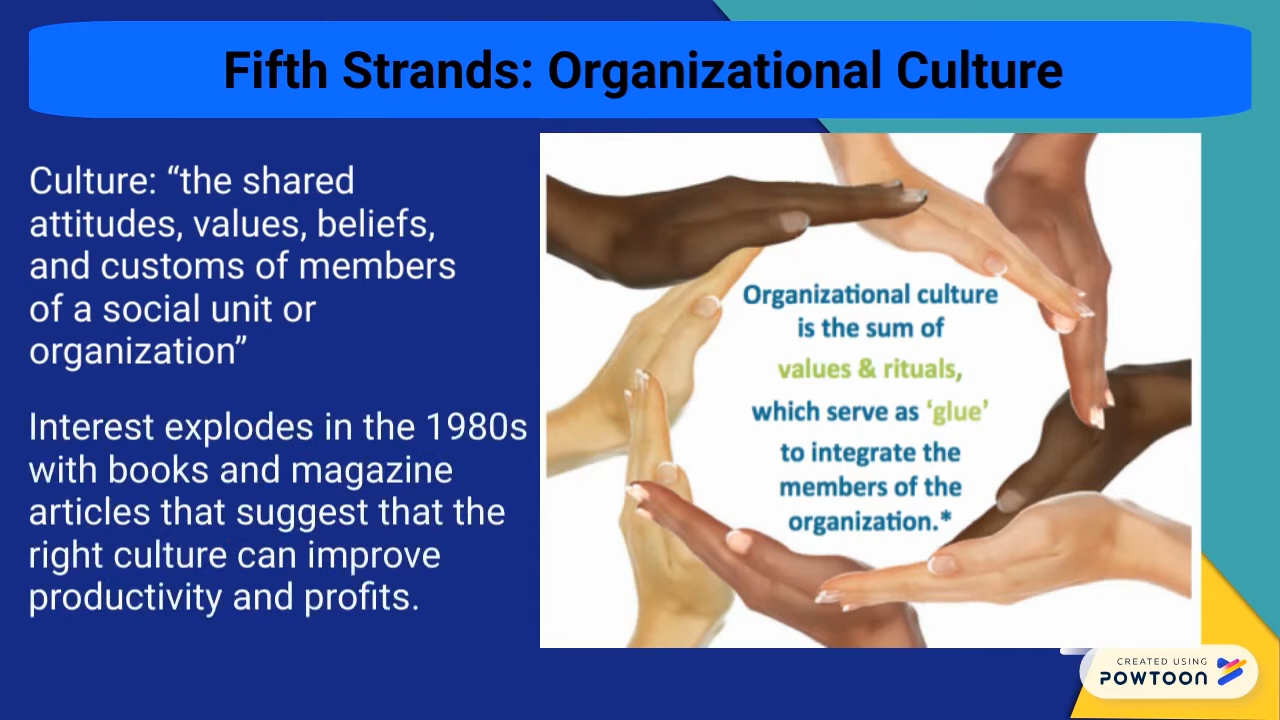 Fifth Strands: Organizational Culture
Culture: “the shared
attitudes, values, beliefs,
and customs of members
of a social unit or
organization”
Interest explodes in the 1980s
with books and magazine
articles that suggest that the
right culture can improve
productivity and profits.
Organizational culture
is the sum of
values & rituals,
which serve as ‘glue’
to integrate the
members of the
organization.*
CREATED USING
POWTOON